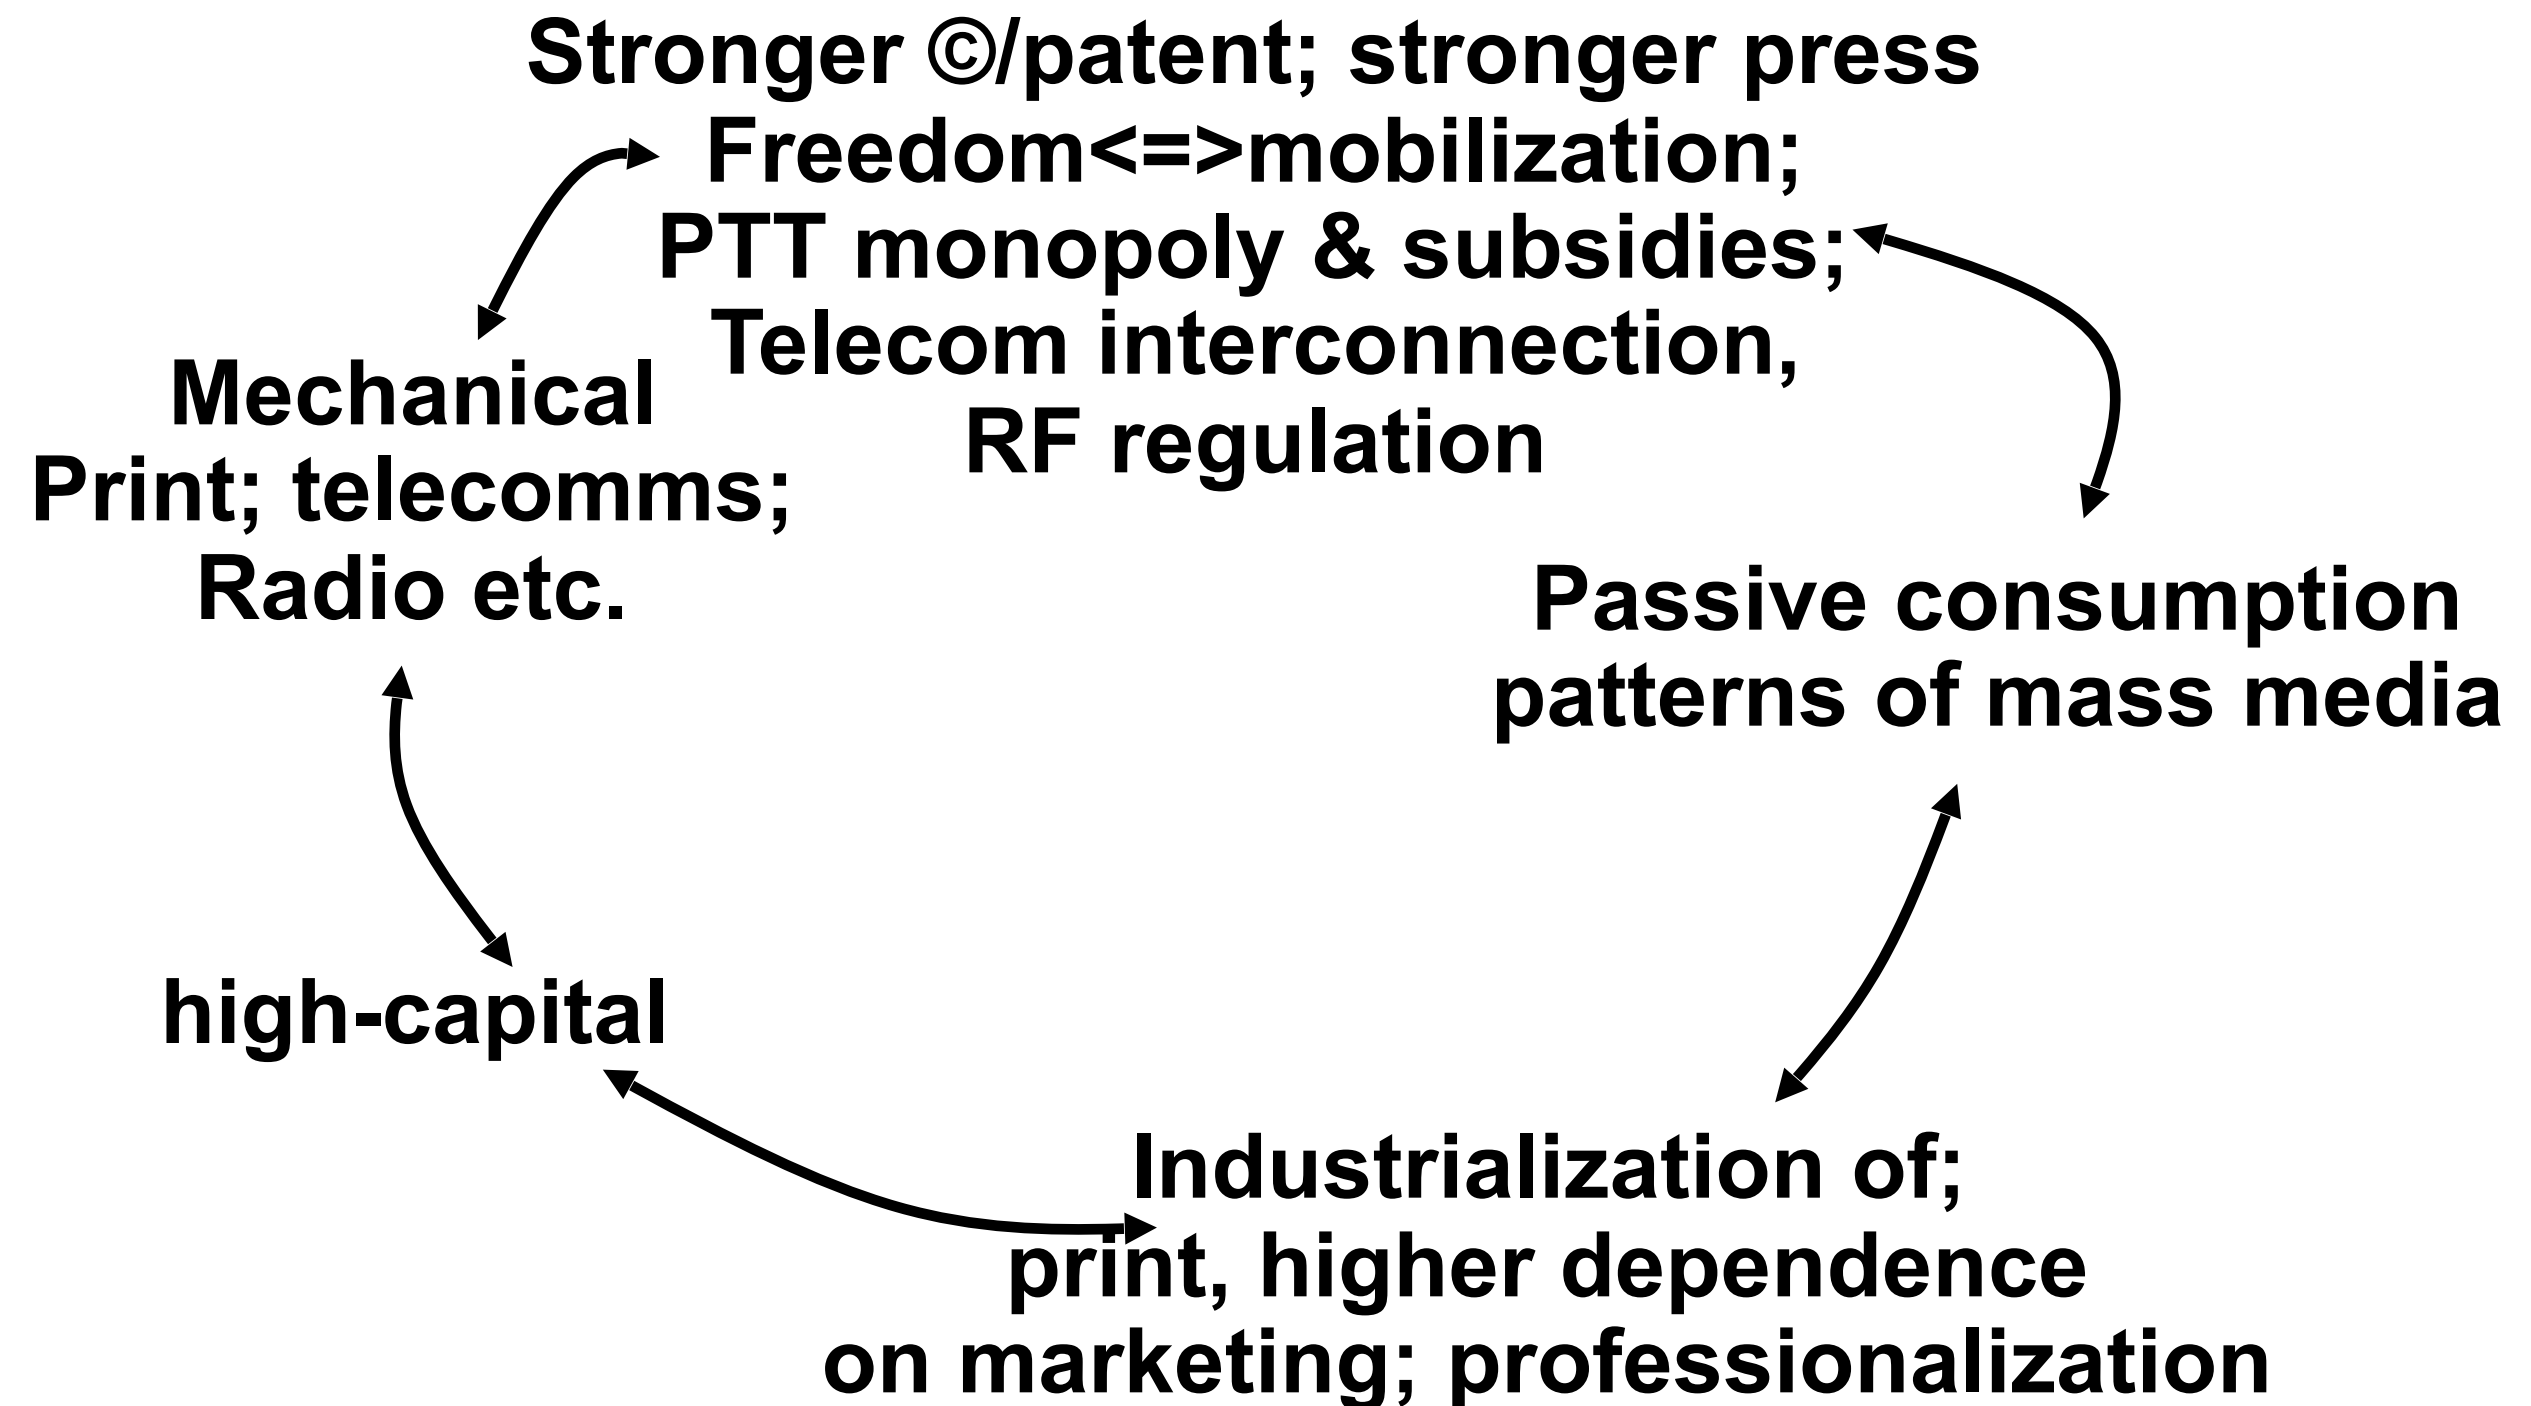 Stronger ©/patent; stronger press
Freedom<=>mobilization;
PTT monopoly & subsidies;
Telecom interconnection,
RF regulation
Mechanical
Print; telecomms;
Radio etc.
Passive consumption
patterns of mass media
high-capital
Industrialization of;
print, higher dependence
on marketing; professionalization